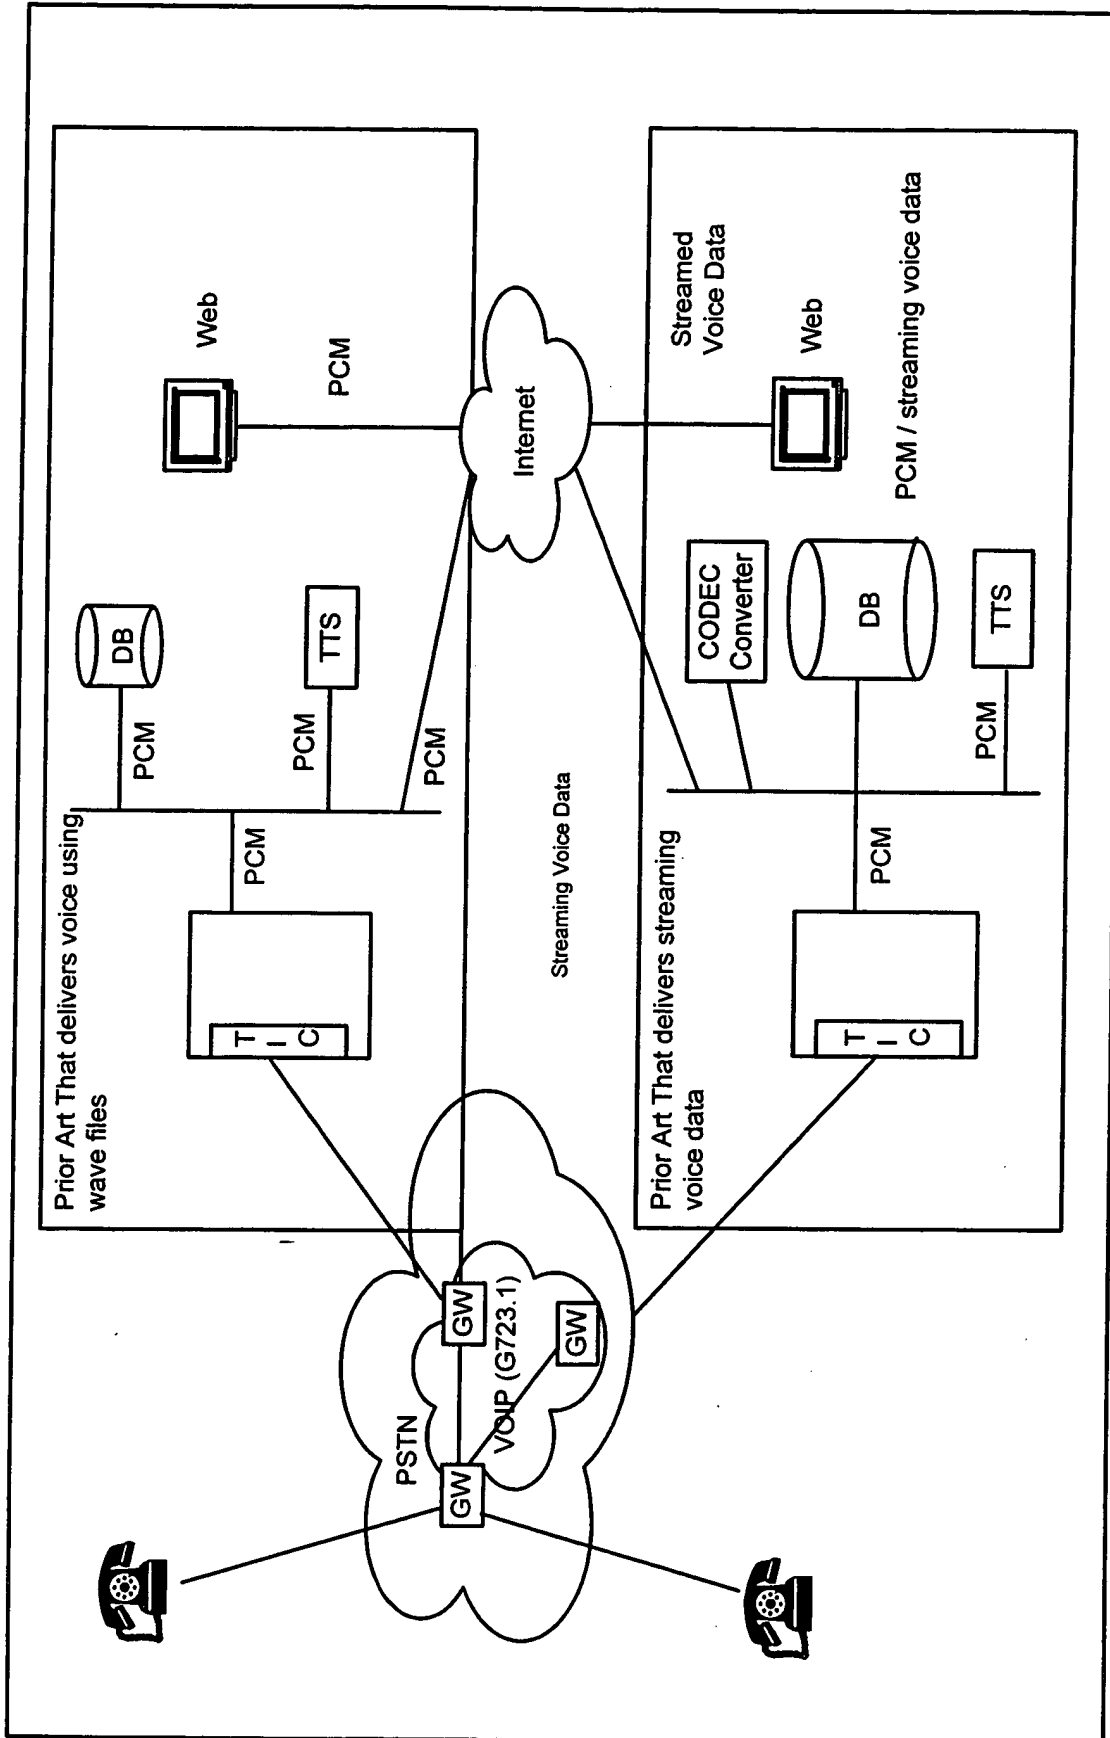 Prior Art That delivers voice using
wave files
T
I
C
PCM
PCM
DB
PCM
TTS
PCM
Web
PCM
PSTN
GW
GW
VOIP (G723.1)
GW
Streaming Voice Data
Internet
Prior Art That delivers streaming
voice data
T
I
C
PCM
CODEC
Converter
DB
PCM
TTS
Streamed
Voice Data
Web
PCM / streaming voice data